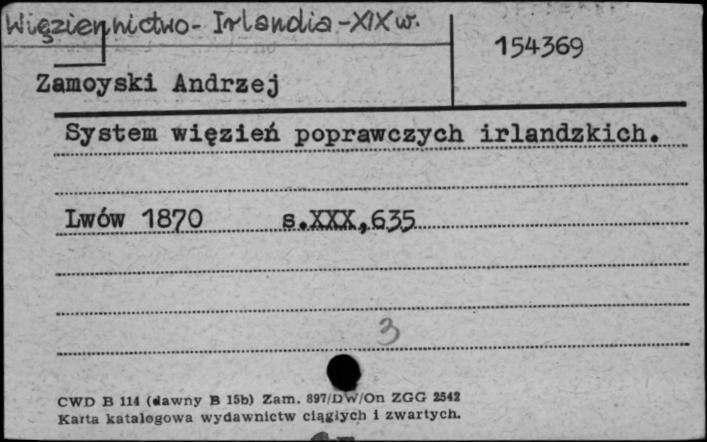 Więziennictwo - Irlandia - XIX w.
154369
Zamoyski Andrzej
System więzień poprawczych irlandzkich.
Lwów 1870 s.XXX,635
3
CWD B 114 (dawny B 15b) Zam. 897/DW/On ZGG 2542
Karta katalogowa wydawnictw ciągłych i zwartych.